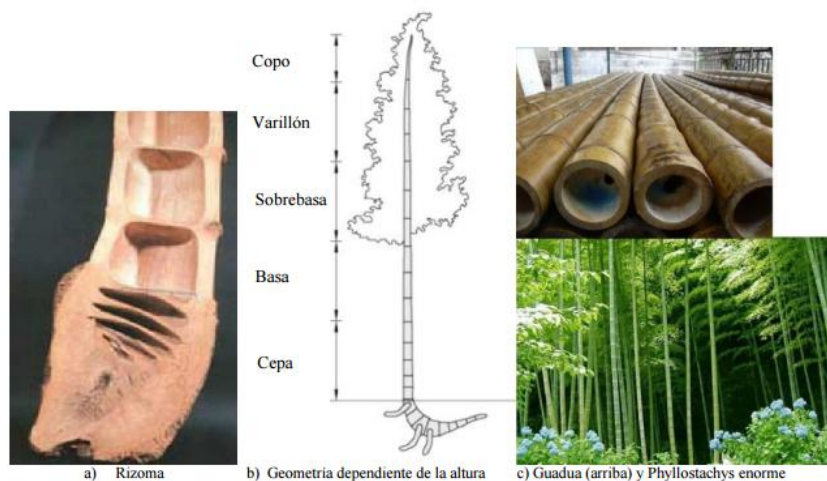 Copo
Varillón
Sobrebasa
Basa
Cepa
a) Rizoma
b) Geometría dependiente de la altura
c) Guadua (arriba) y Phyllostachys enorme